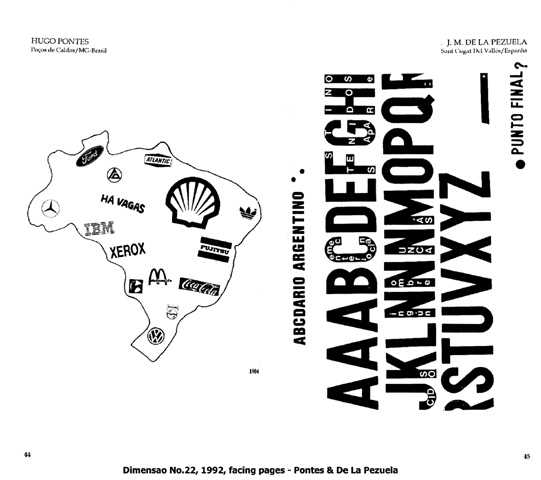 HUGO PONTES
Poços de Caldas/MG-Brasil
Ford
ATLANTIC
HÁ VAGAS
IBM
XEROX
FUJITSU
Coca-Cola
1984
44
J. M. DE LA PEZUELA
Sant Cugat Del Vallès/Espanha
ABCDARIO ARGENTINO
AAABCDEFGHI
JKLNNNMOPQR
RSTUVXYZ
PUNTO FINAL?
45
Dimensao No.22, 1992, facing pages - Pontes & De La Pezuela